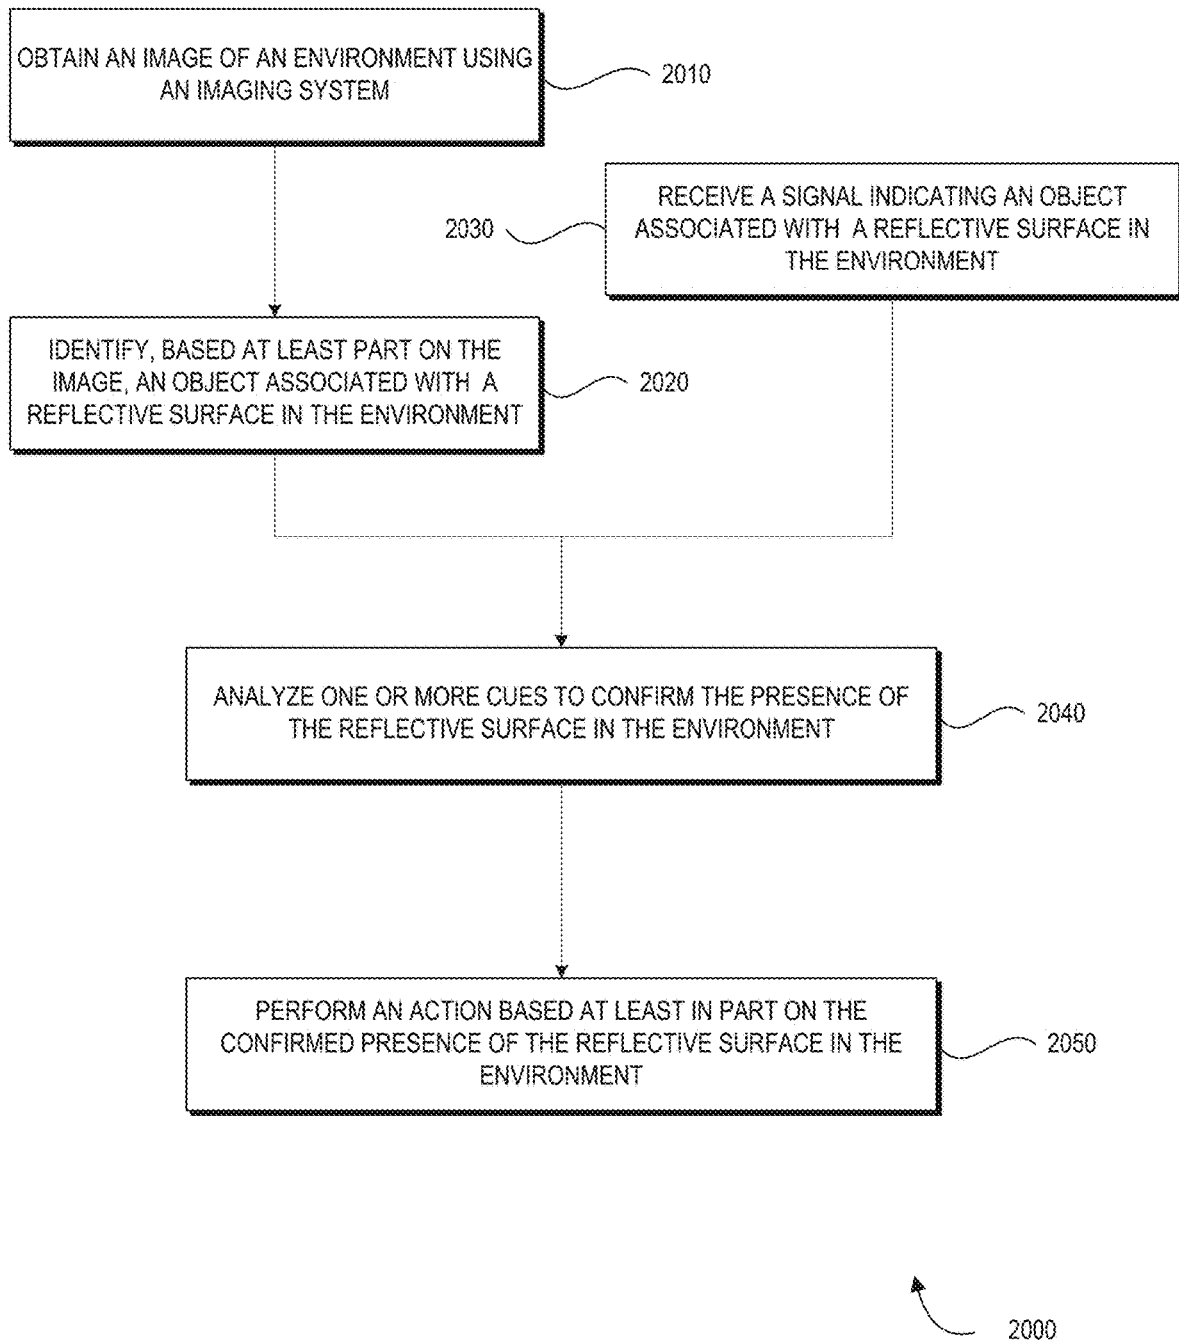 OBTAIN AN IMAGE OF AN ENVIRONMENT USING
AN IMAGING SYSTEM
2010
RECEIVE A SIGNAL INDICATING AN OBJECT
ASSOCIATED WITH A REFLECTIVE SURFACE IN
THE ENVIRONMENT
2030
IDENTIFY, BASED AT LEAST PART ON THE
IMAGE, AN OBJECT ASSOCIATED WITH A
REFLECTIVE SURFACE IN THE ENVIRONMENT
2020
ANALYZE ONE OR MORE CUES TO CONFIRM THE PRESENCE OF
THE REFLECTIVE SURFACE IN THE ENVIRONMENT
2040
PERFORM AN ACTION BASED AT LEAST IN PART ON THE
CONFIRMED PRESENCE OF THE REFLECTIVE SURFACE IN THE
ENVIRONMENT
2050
2000